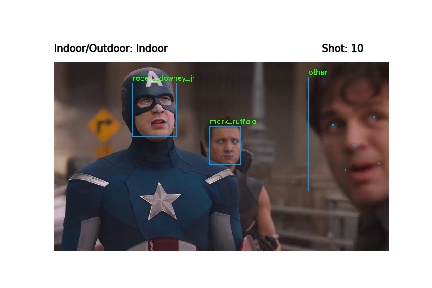 Indoor/Outdoor: Indoor
Shot: 10
other
robert_downey_jr
A
mark_ruffalo